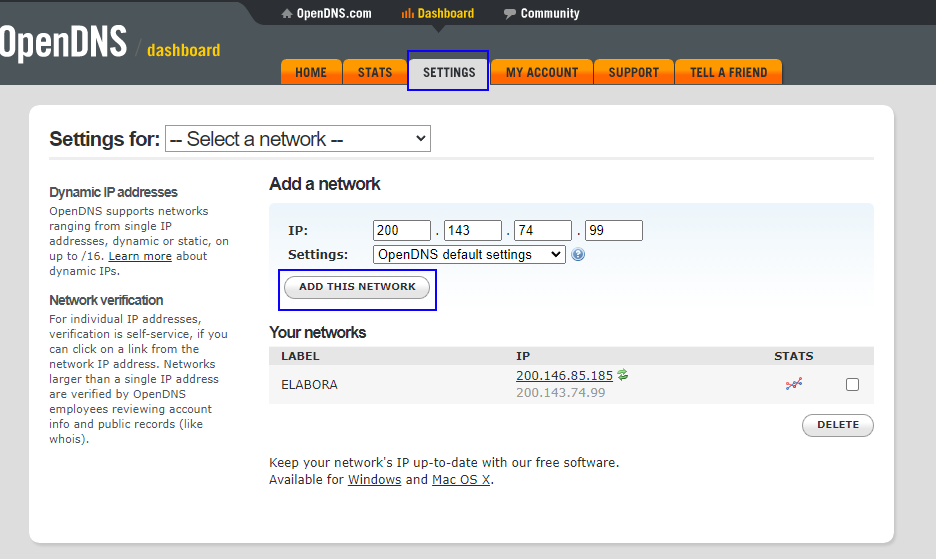 OpenDNS.com
Dashboard
Community
OpenDNS / dashboard
HOME
STATS
SETTINGS
MY ACCOUNT
SUPPORT
TELL A FRIEND
Settings for: -- Select a network --
Dynamic IP addresses
OpenDNS supports networks
ranging from single IP
addresses, dynamic or static, on
up to /16. Learn more about
dynamic IPs.
Network verification
For individual IP addresses,
verification is self-service, if you
can click on a link from the
network IP address. Networks
larger than a single IP address
are verified by OpenDNS
employees reviewing account
info and public records (like
whois).
Add a network
IP: 200 . 143 . 74 . 99
Settings: OpenDNS default settings ?
ADD THIS NETWORK
Your networks
LABEL IP STATS
ELABORA 200.146.85.185
200.143.74.99
DELETE
Keep your network's IP up-to-date with our free software.
Available for Windows and Mac OS X.